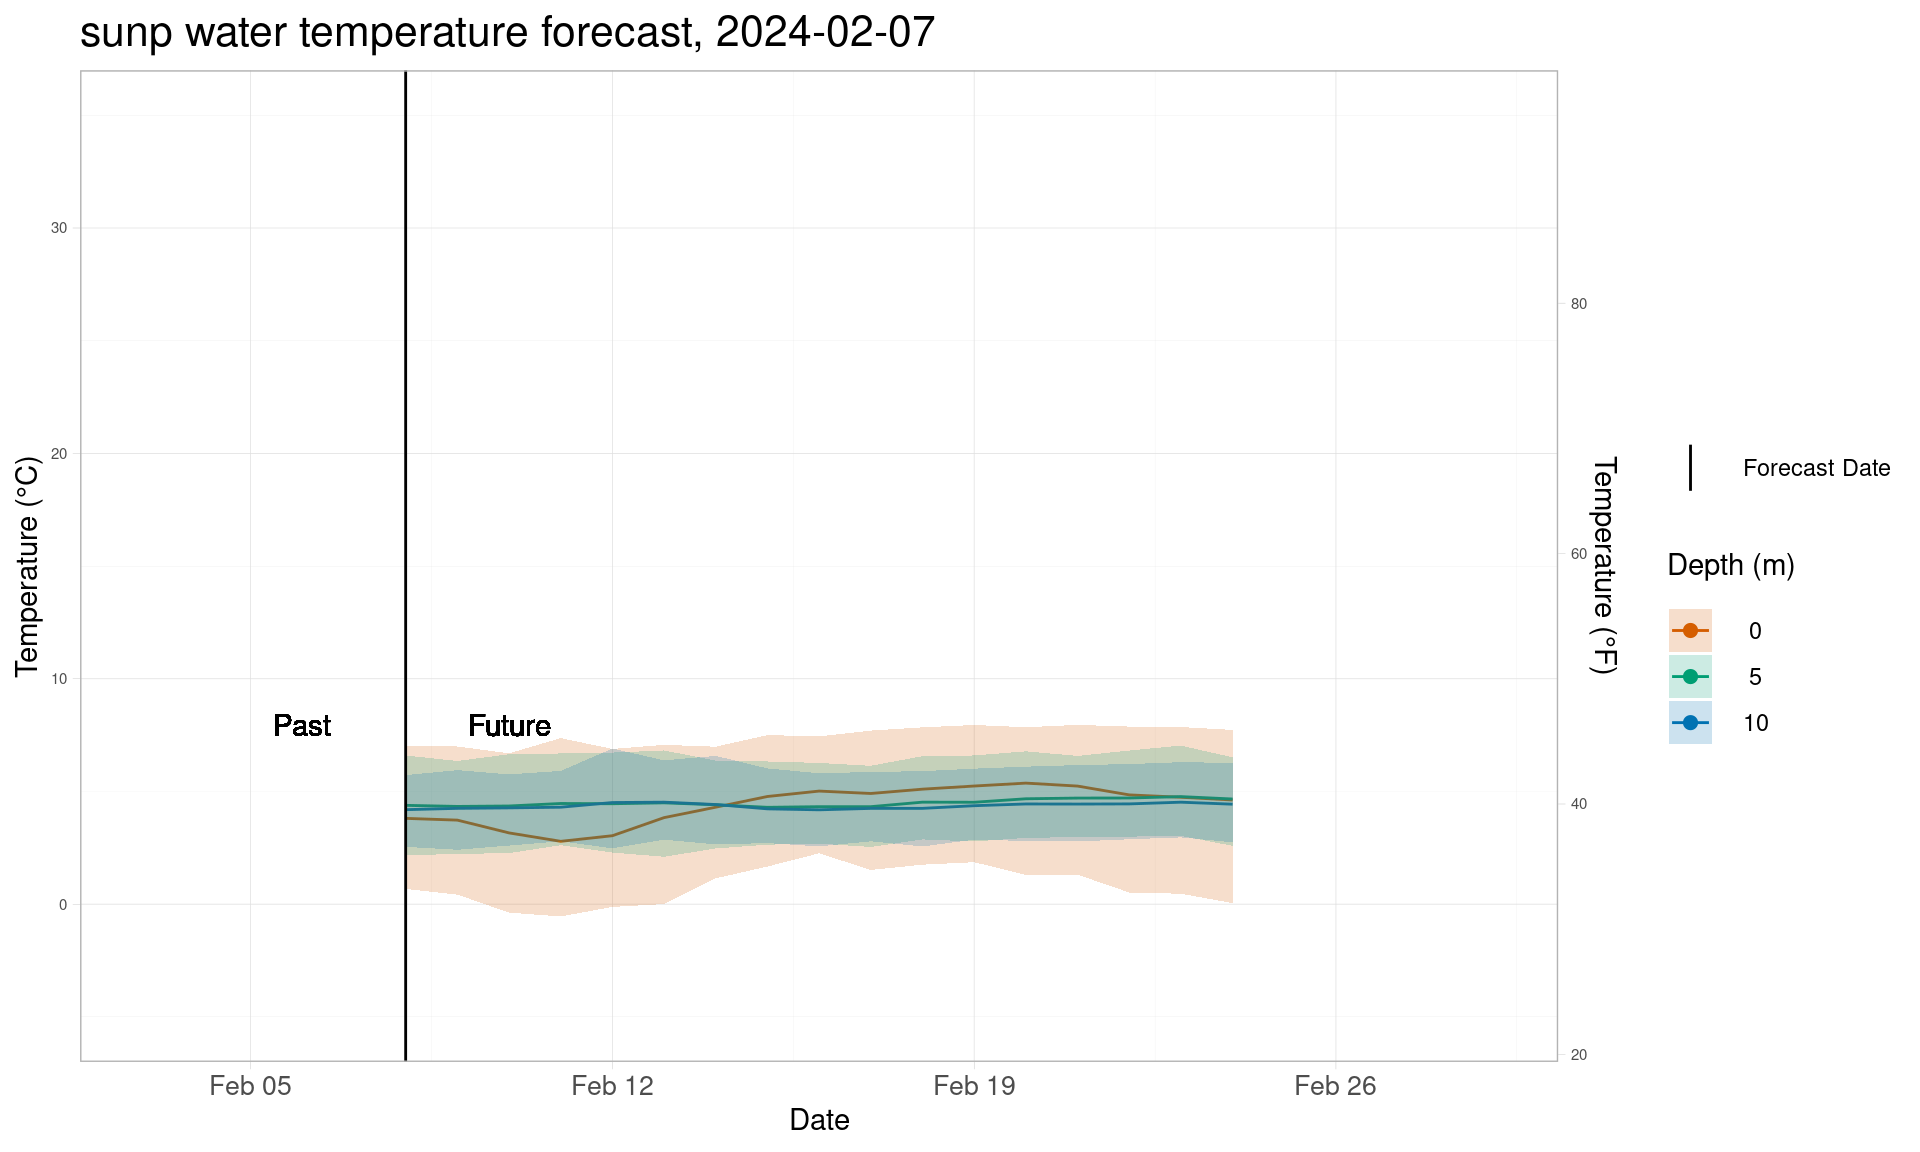 sunp water temperature forecast, 2024-02-07
Temperature (°C)
30
20
10
0
Past
Future
Feb 05
Feb 12
Feb 19
Feb 26
Date
80
60
40
20
Temperature (°F)
Forecast Date
Depth (m)
0
5
10